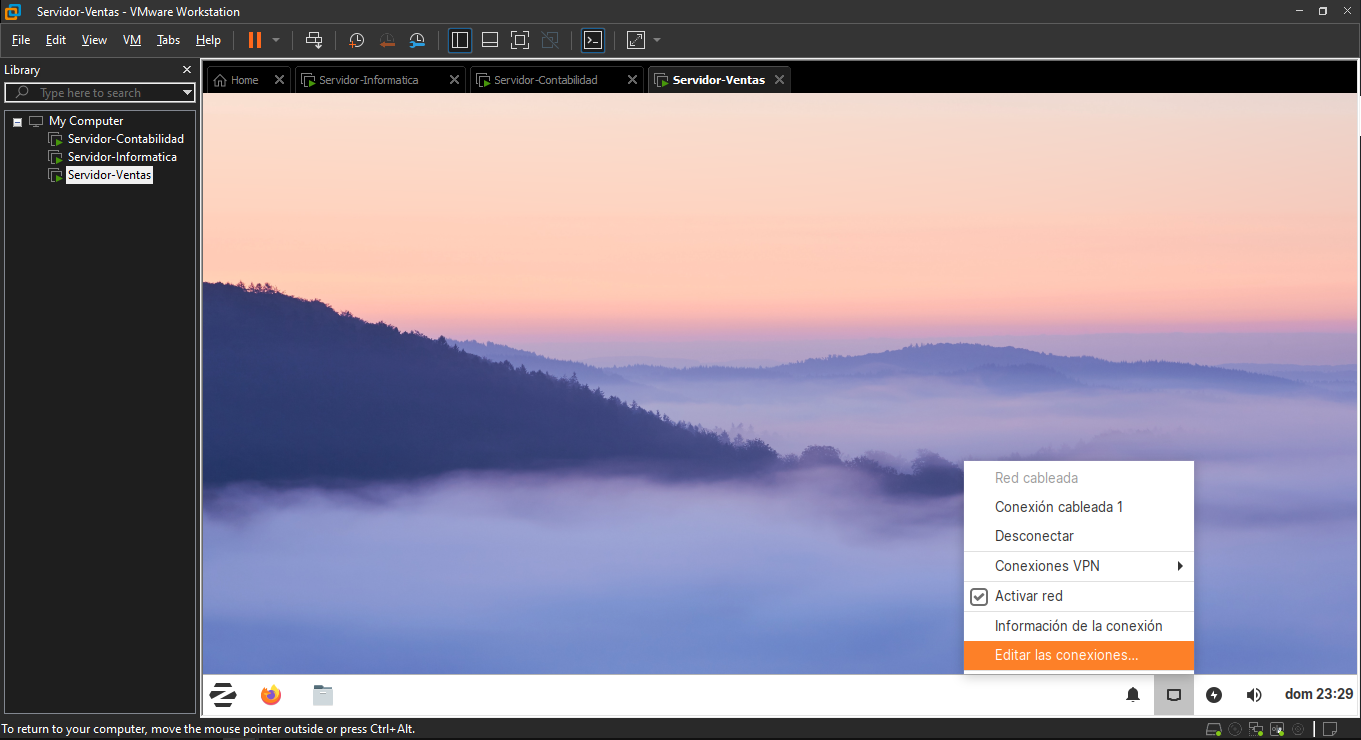 Servidor-Ventas - VMware Workstation
File Edit View VM Tabs Help
Library
Type here to search
My Computer
Servidor-Contabilidad
Servidor-Informatica
Servidor-Ventas
Home Servidor-Informatica Servidor-Contabilidad Servidor-Ventas
Red cableada
Conexión cableada 1
Desconectar
Conexiones VPN
Activar red
Información de la conexión
Editar las conexiones...
dom 23:29
To return to your computer, move the mouse pointer outside or press Ctrl+Alt.